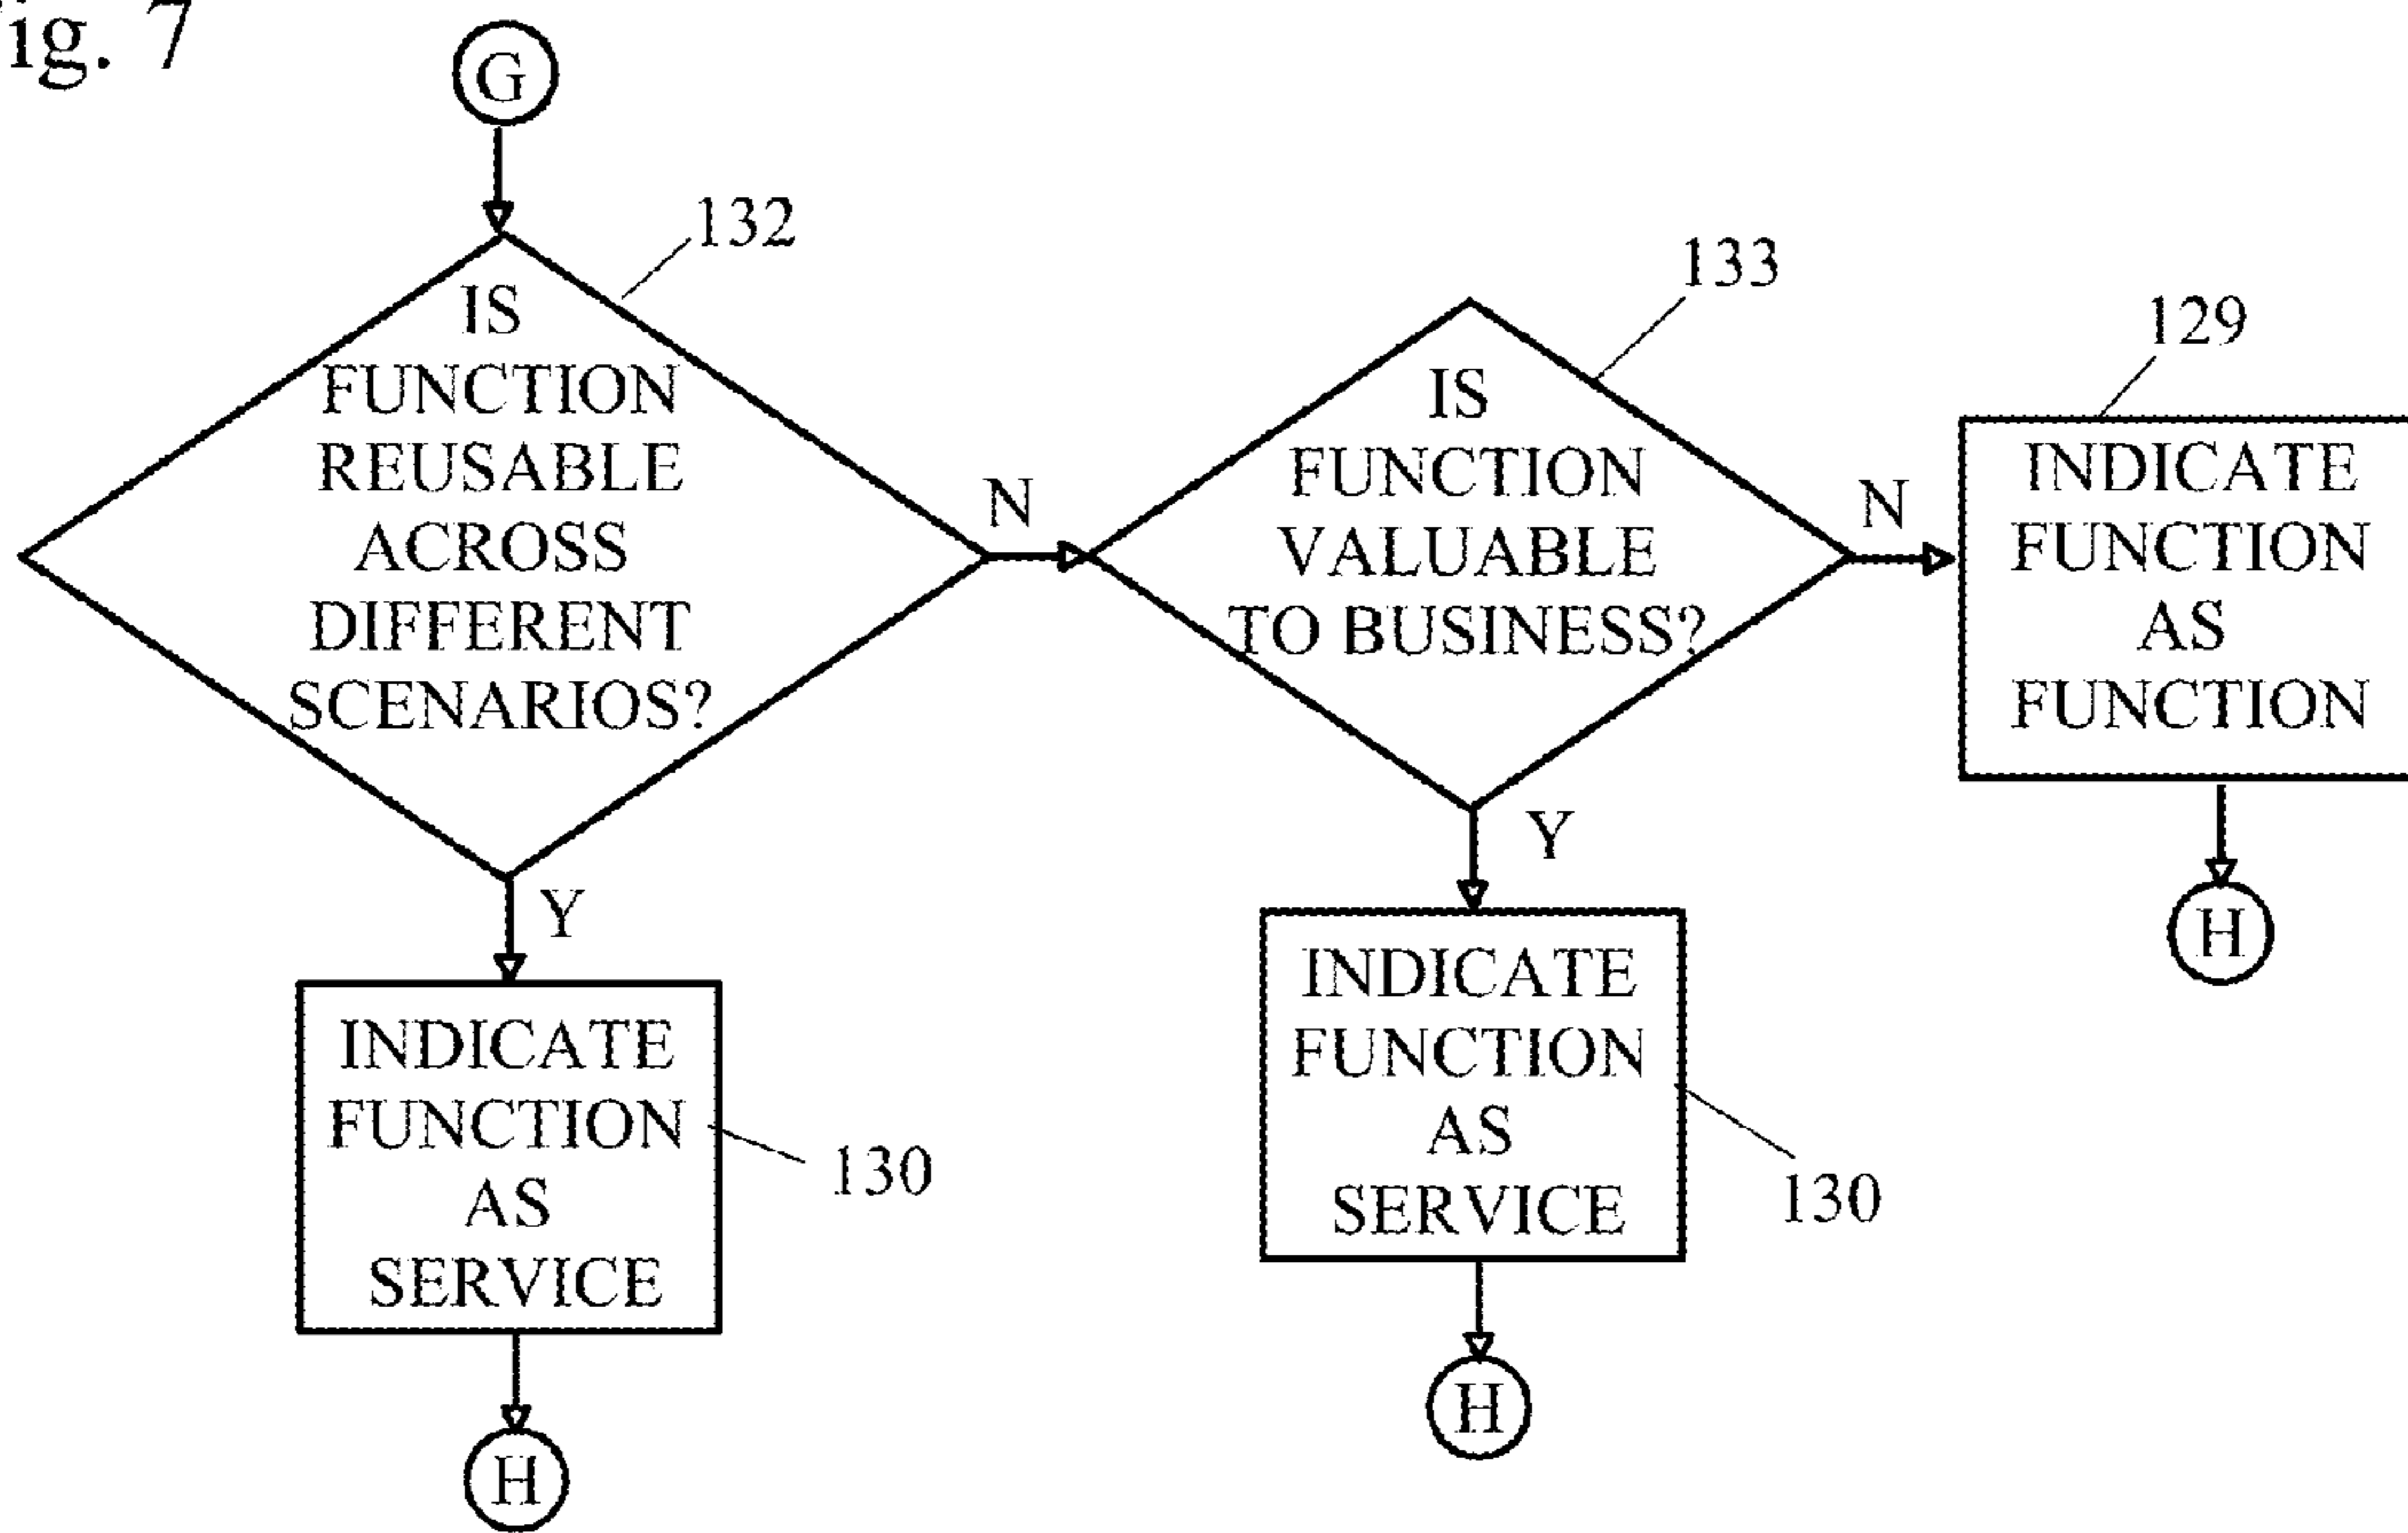 ig. 7
G
132
IS
FUNCTION
REUSABLE
ACROSS
DIFFERENT
SCENARIOS?
N
Y
INDICATE
FUNCTION
AS
SERVICE
130
H
133
IS
FUNCTION
VALUABLE
TO BUSINESS?
N
Y
INDICATE
FUNCTION
AS
SERVICE
130
H
129
INDICATE
FUNCTION
AS
FUNCTION
H